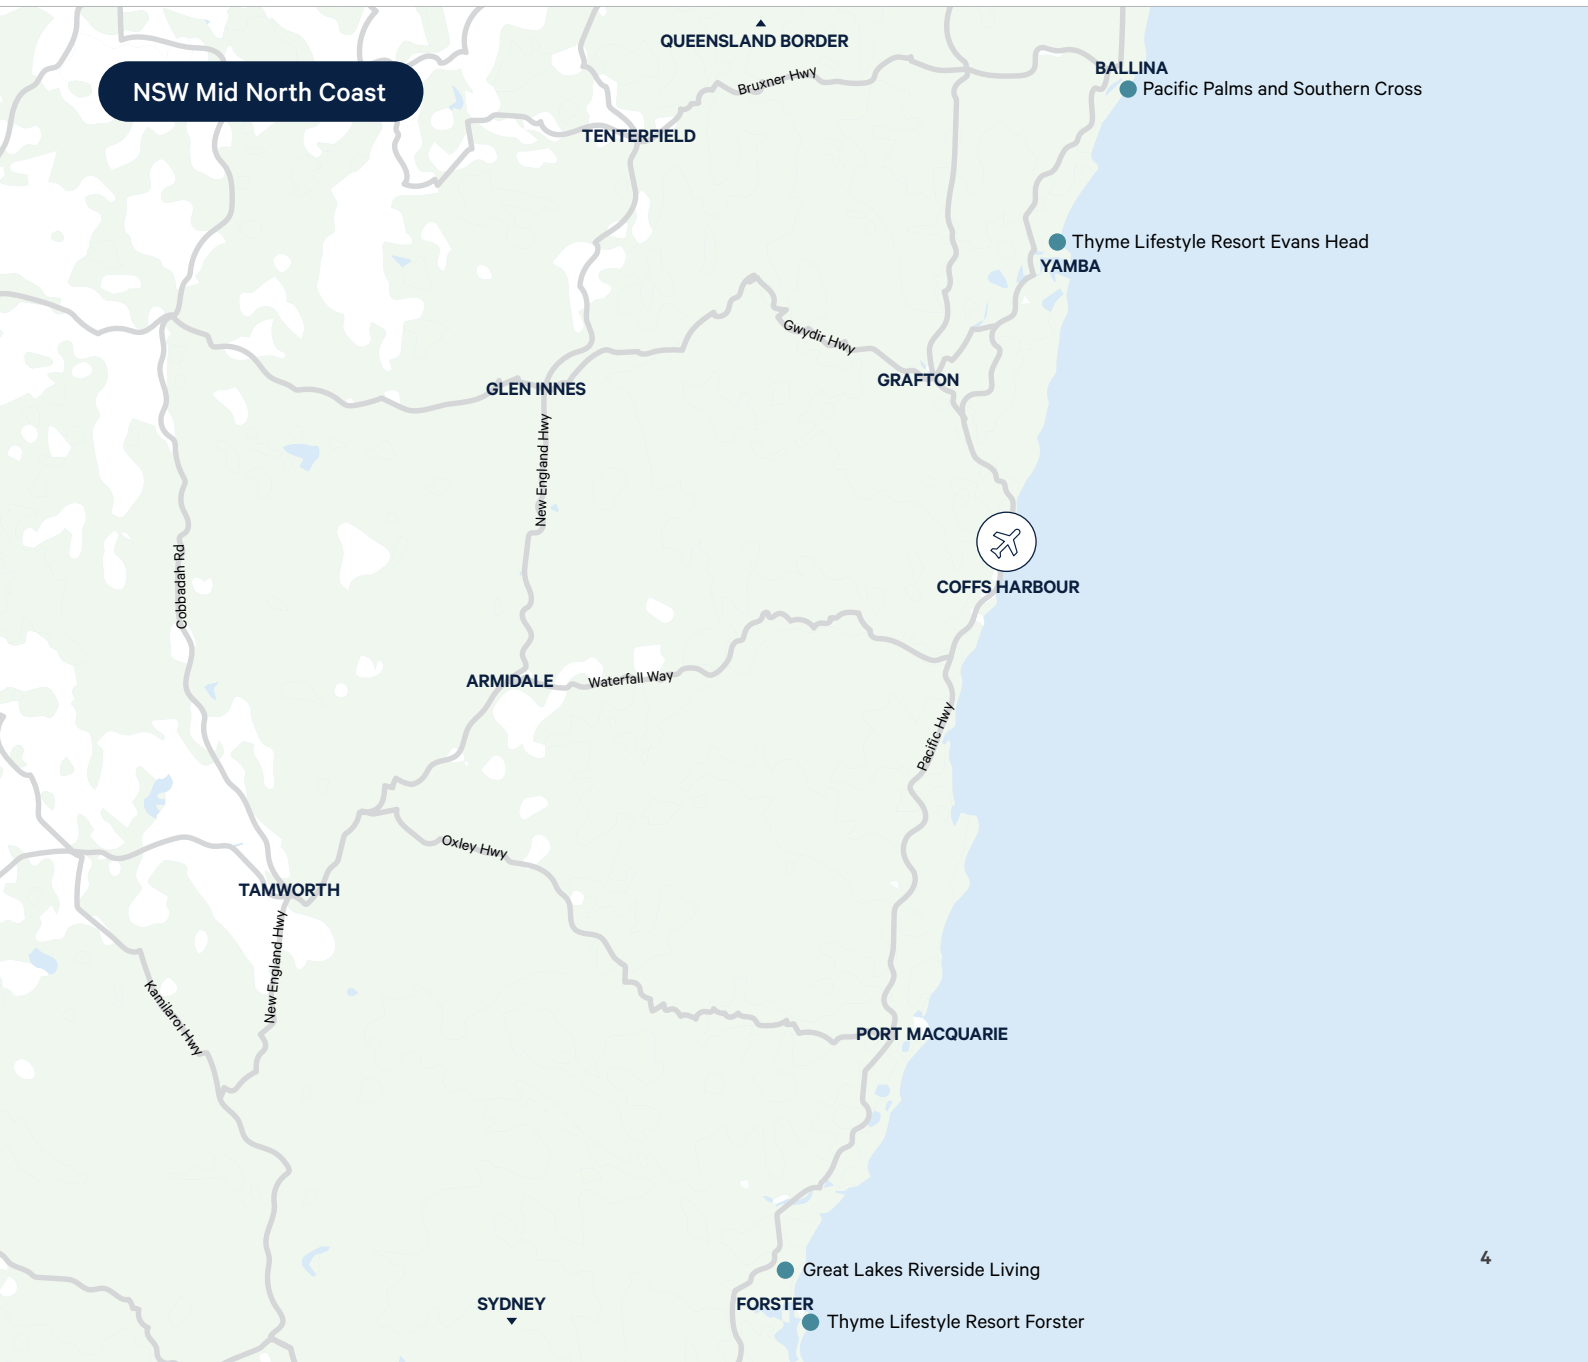 QUEENSLAND BORDER
NSW Mid North Coast
Bruxner Hwy
BALLINA
Pacific Palms and Southern Cross
TENTERFIELD
Thyme Lifestyle Resort Evans Head
YAMBA
Gwydir Hwy
GRAFTON
GLEN INNES
New England Hwy
COFFS HARBOUR
Cobbadah Rd
ARMIDALE
Waterfall Way
Pacific Hwy
Oxley Hwy
TAMWORTH
New England Hwy
Kamilaroi Hwy
PORT MACQUARIE
4
Great Lakes Riverside Living
SYDNEY
FORSTER
Thyme Lifestyle Resort Forster